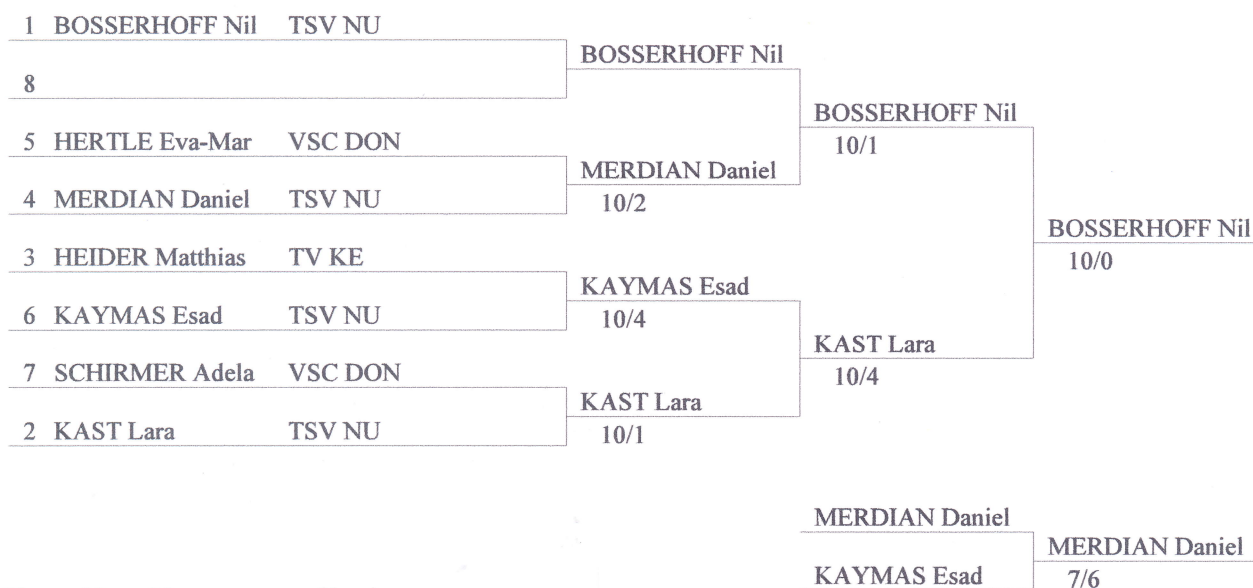 1 BOSSERHOFF Nil TSV NU
BOSSERHOFF Nil
8
BOSSERHOFF Nil
10/1
5 HERTLE Eva-Mar VSC DON
MERDIAN Daniel
10/2
4 MERDIAN Daniel TSV NU
BOSSERHOFF Nil
10/0
3 HEIDER Matthias TV KE
KAYMAS Esad
10/4
6 KAYMAS Esad TSV NU
KAST Lara
10/4
7 SCHIRMER Adela VSC DON
KAST Lara
10/1
2 KAST Lara TSV NU
MERDIAN Daniel
MERDIAN Daniel
7/6
KAYMAS Esad